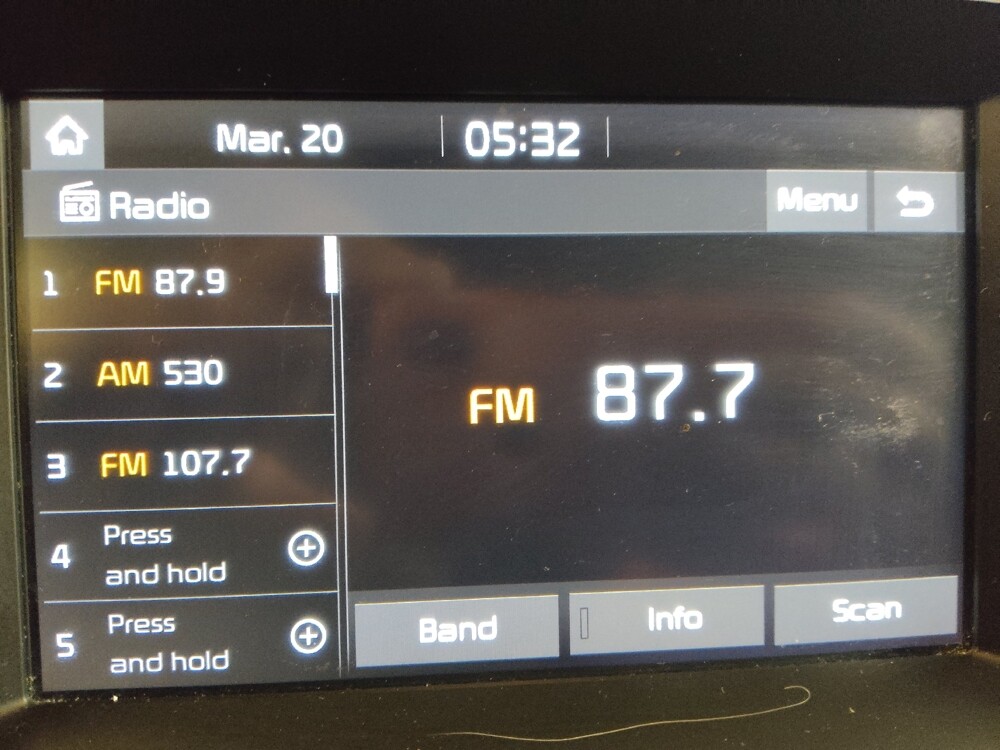 Mar. 20
05:32
Radio
Menu
1 FM 87.9
2 AM 530
3 FM 107.7
4 Press
and hold
5 Press
and hold
FM 87.7
Band
Info
Scan